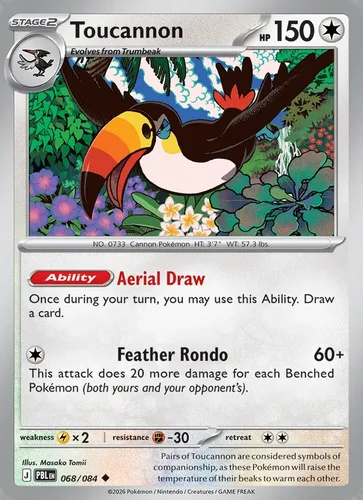 STAGE2
Toucannon
HP 150
Evolves from Trumbeak
NO. 0733 Cannon Pokémon HT: 3'7" WT: 57.3 lbs.
Ability Aerial Draw
Once during your turn, you may use this Ability. Draw
a card.
Feather Rondo 60+
This attack does 20 more damage for each Benched
Pokémon (both yours and your opponent's).
weakness ×2 resistance -30 retreat
Illus. Masako Tomii
J PBL EN 068/084
Pairs of Toucannon are considered symbols of
companionship, as these Pokémon will raise the
temperature of their beaks to warm each other.
©2026 Pokémon / Nintendo / Creatures / GAME FREAK